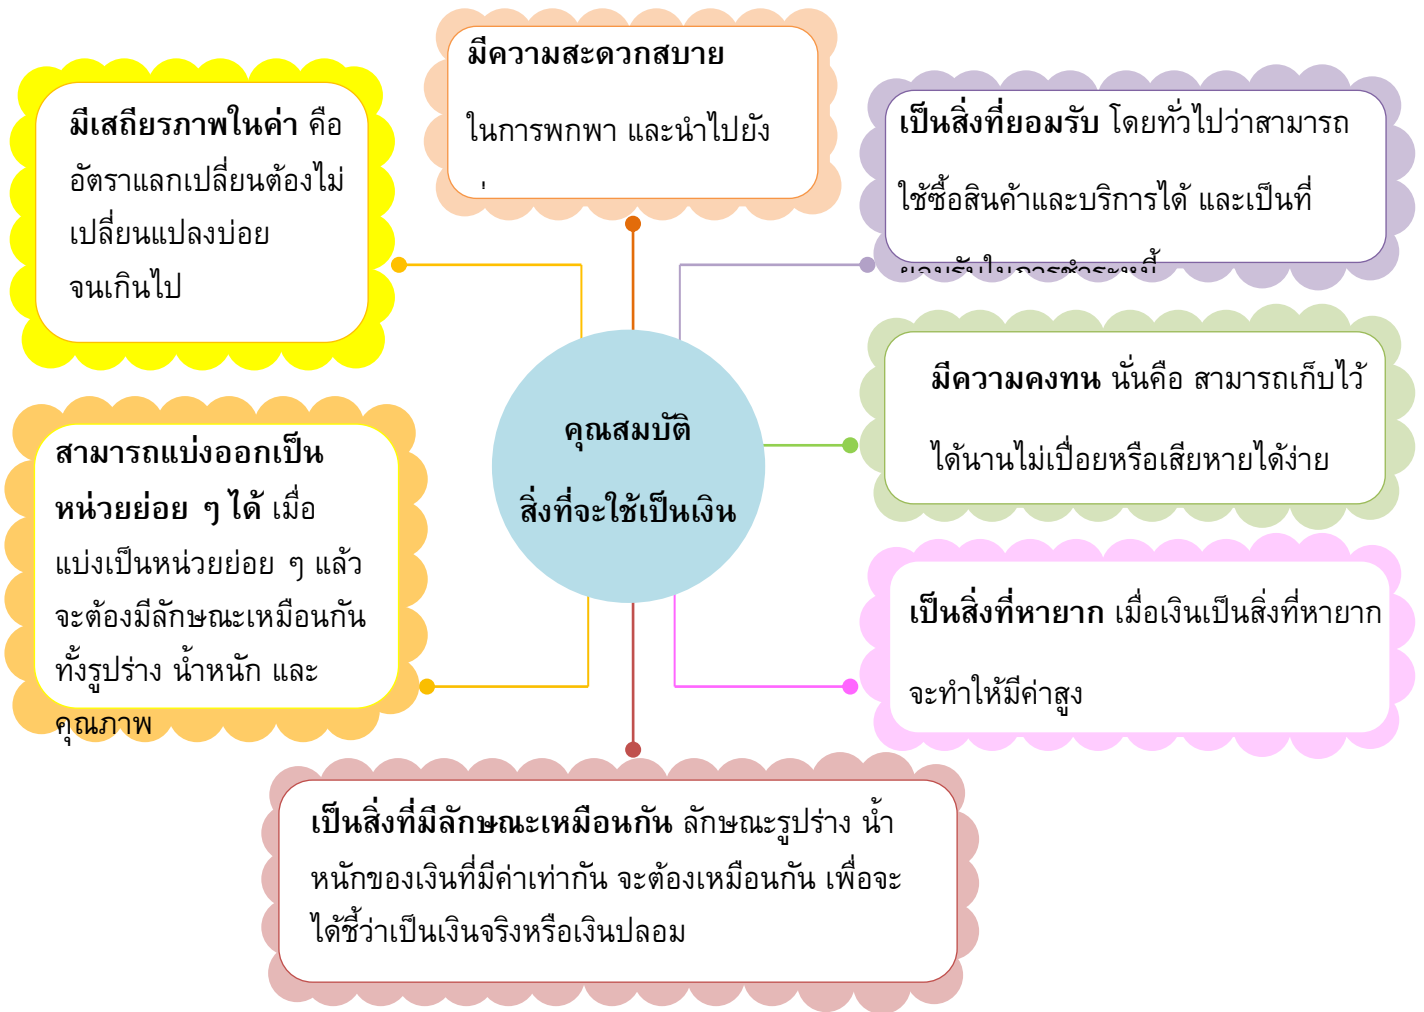 มีความสะดวกสบาย
ในการพกพา และนำไปยัง
มีเสถียรภาพในค่า คือ
อัตราแลกเปลี่ยนต้องไม่
เปลี่ยนแปลงบ่อย
จนเกินไป
เป็นสิ่งที่ยอมรับ โดยทั่วไปว่าสามารถ
ใช้ซื้อสินค้าและบริการได้ และเป็นที่
ยอมรับในการชำระหนี้
มีความคงทน นั่นคือ สามารถเก็บไว้
ได้นานไม่เปื่อยหรือเสียหายได้ง่าย
คุณสมบัติ
สิ่งที่จะใช้เป็นเงิน
สามารถแบ่งออกเป็น
หน่วยย่อย ๆ ได้ เมื่อ
แบ่งเป็นหน่วยย่อย ๆ แล้ว
จะต้องมีลักษณะเหมือนกัน
ทั้งรูปร่าง น้ำหนัก และ
คุณภาพ
เป็นสิ่งที่หายาก เมื่อเงินเป็นสิ่งที่หายาก
จะทำให้มีค่าสูง
เป็นสิ่งที่มีลักษณะเหมือนกัน ลักษณะรูปร่าง น้ำ
หนักของเงินที่มีค่าเท่ากัน จะต้องเหมือนกัน เพื่อจะ
ได้ชี้ว่าเป็นเงินจริงหรือเงินปลอม